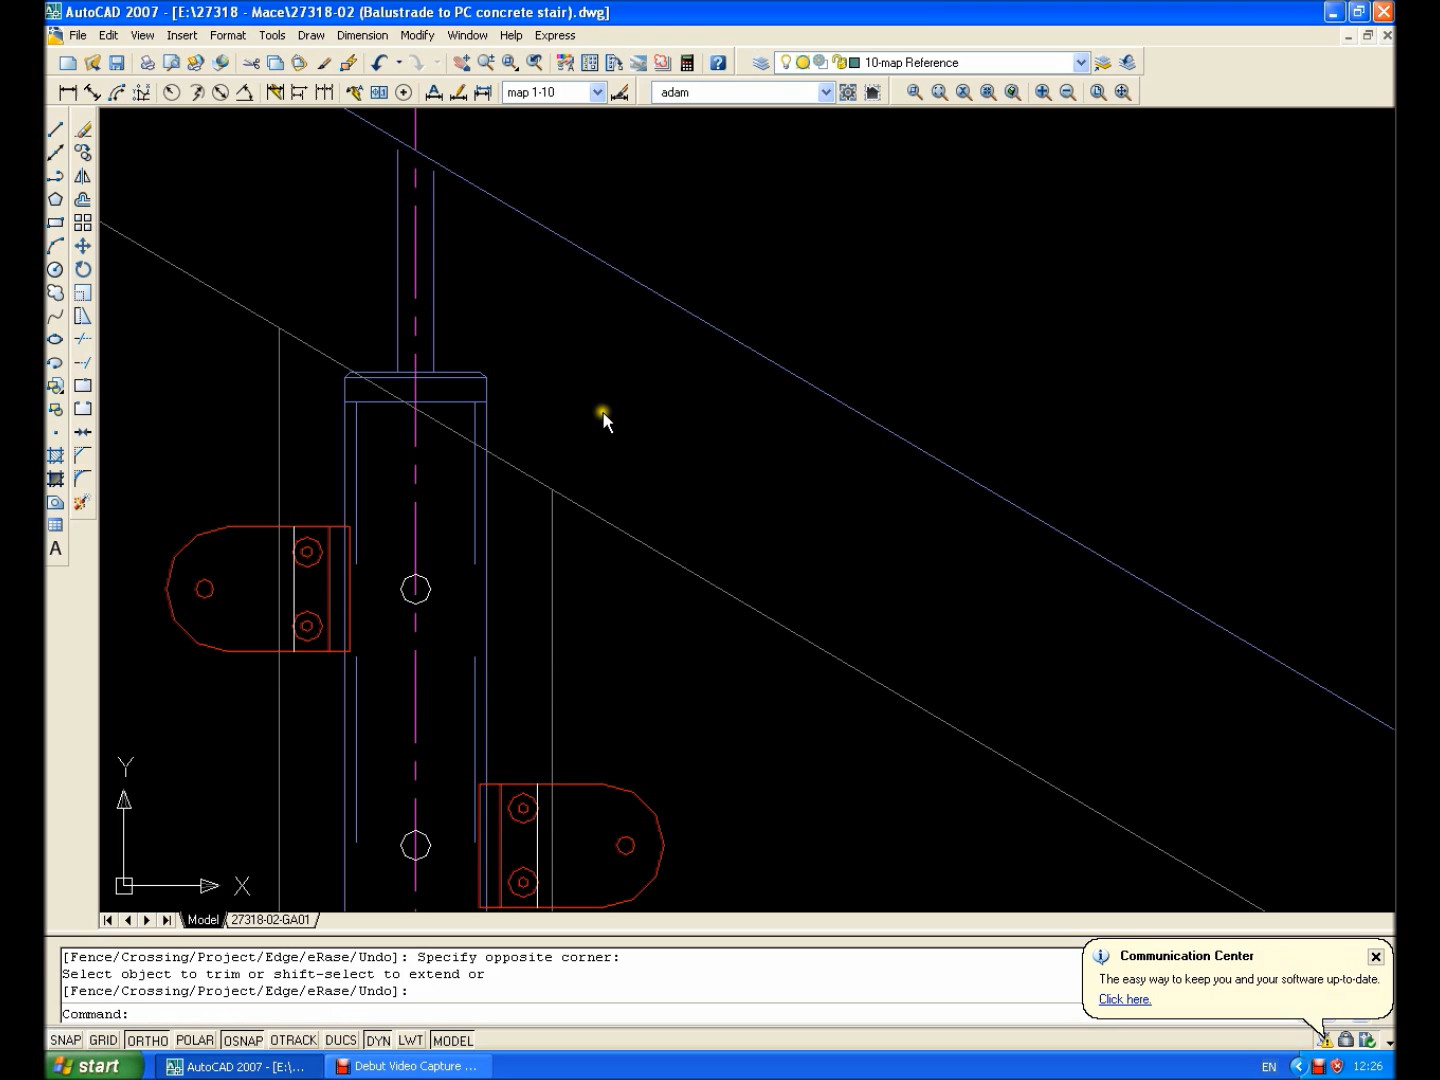 AutoCAD 2007 - [E:\27318 - Mace\27318-02 (Balustrade to PC concrete stair).dwg]
File Edit View Insert Format Tools Draw Dimension Modify Window Help Express
10-map Reference
map 1-10
adam
A
Y
X
Model 27318-02-GA01
[Fence/Crossing/Project/Edge/eRase/Undo]: Specify opposite corner:
Select object to trim or shift-select to extend or
[Fence/Crossing/Project/Edge/eRase/Undo]:
Command:
Communication Center
The easy way to keep you and your software up-to-date.
Click here.
SNAP GRID ORTHO POLAR OSNAP OTRACK DUCS DYN LWT MODEL
start
AutoCAD 2007 - [E:\...
Debut Video Capture ...
EN
12:26